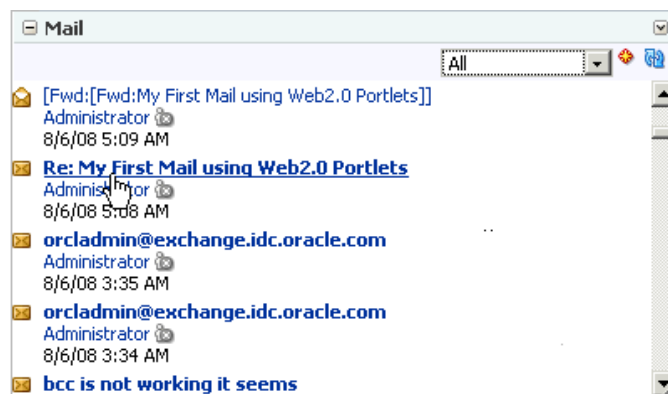 Mail
All
[Fwd:[Fwd:My First Mail using Web2.0 Portlets]]
Administrator
8/6/08 5:09 AM
Re: My First Mail using Web2.0 Portlets
Administrator
8/6/08 5:08 AM
orcladmin@exchange.idc.oracle.com
Administrator
8/6/08 3:35 AM
orcladmin@exchange.idc.oracle.com
Administrator
8/6/08 3:34 AM
bcc is not working it seems